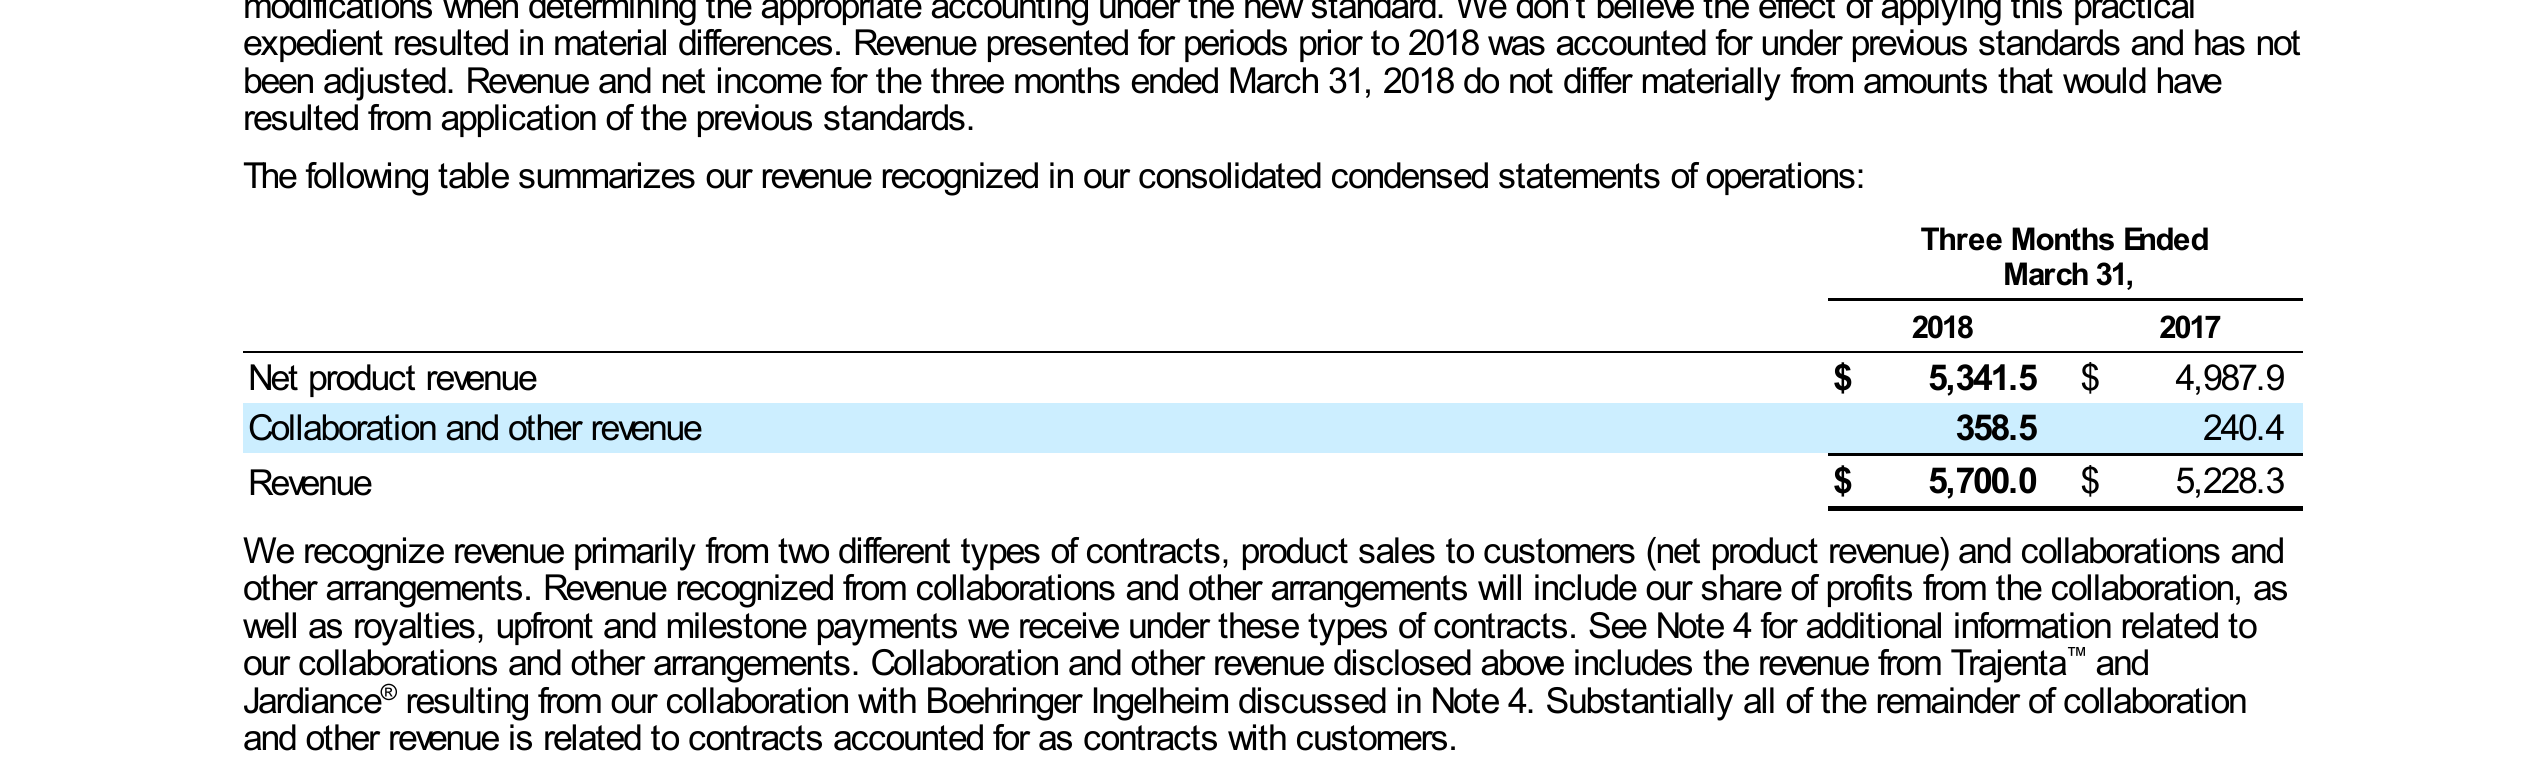 modifications when determining the appropriate accounting under the new standard. We don't believe the effect of applying this practical
expedient resulted in material differences. Revenue presented for periods prior to 2018 was accounted for under previous standards and has not
been adjusted. Revenue and net income for the three months ended March 31, 2018 do not differ materially from amounts that would have
resulted from application of the previous standards.
The following table summarizes our revenue recognized in our consolidated condensed statements of operations:
Three Months Ended
March 31,
2018 2017
Net product revenue $ 5,341.5 $ 4,987.9
Collaboration and other revenue 358.5 240.4
Revenue $ 5,700.0 $ 5,228.3
We recognize revenue primarily from two different types of contracts, product sales to customers (net product revenue) and collaborations and
other arrangements. Revenue recognized from collaborations and other arrangements will include our share of profits from the collaboration, as
well as royalties, upfront and milestone payments we receive under these types of contracts. See Note 4 for additional information related to
our collaborations and other arrangements. Collaboration and other revenue disclosed above includes the revenue from Trajenta™ and
Jardiance® resulting from our collaboration with Boehringer Ingelheim discussed in Note 4. Substantially all of the remainder of collaboration
and other revenue is related to contracts accounted for as contracts with customers.